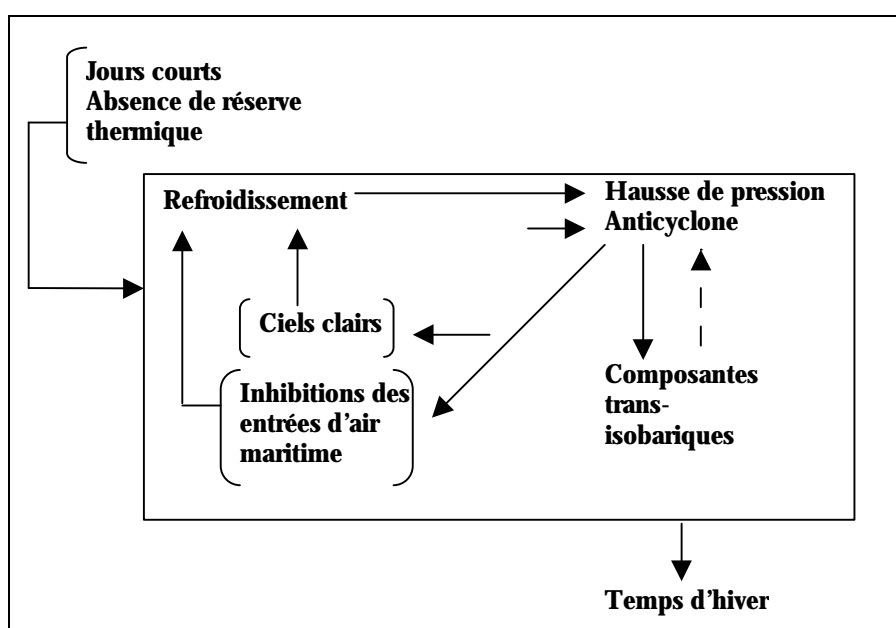 Jours courts
Absence de réserve
thermique
Refroidissement
Hausse de pression
Anticyclone
Ciels clairs
Inhibitions des
entrées d'air
maritime
Composantes
trans-
isobariques
Temps d'hiver